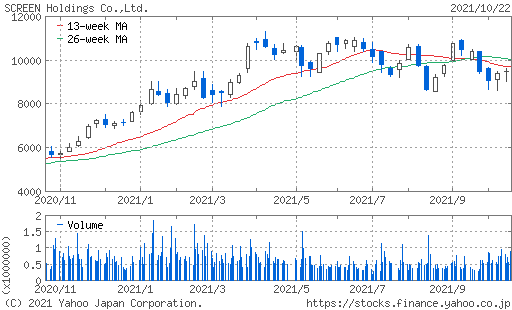 SCREEN Holdings Co.,Ltd. 2021/10/22
12000
13-week MA
26-week MA
10000
8000
6000
4000
2020/11 2021/1 2021/3 2021/5 2021/7 2021/9
2
Volume
1.5
1
0.5
0
(x1000000)
2020/11 2021/1 2021/3 2021/5 2021/7 2021/9
(C) 2021 Yahoo Japan Corporation. https://stocks.finance.yahoo.co.jp/